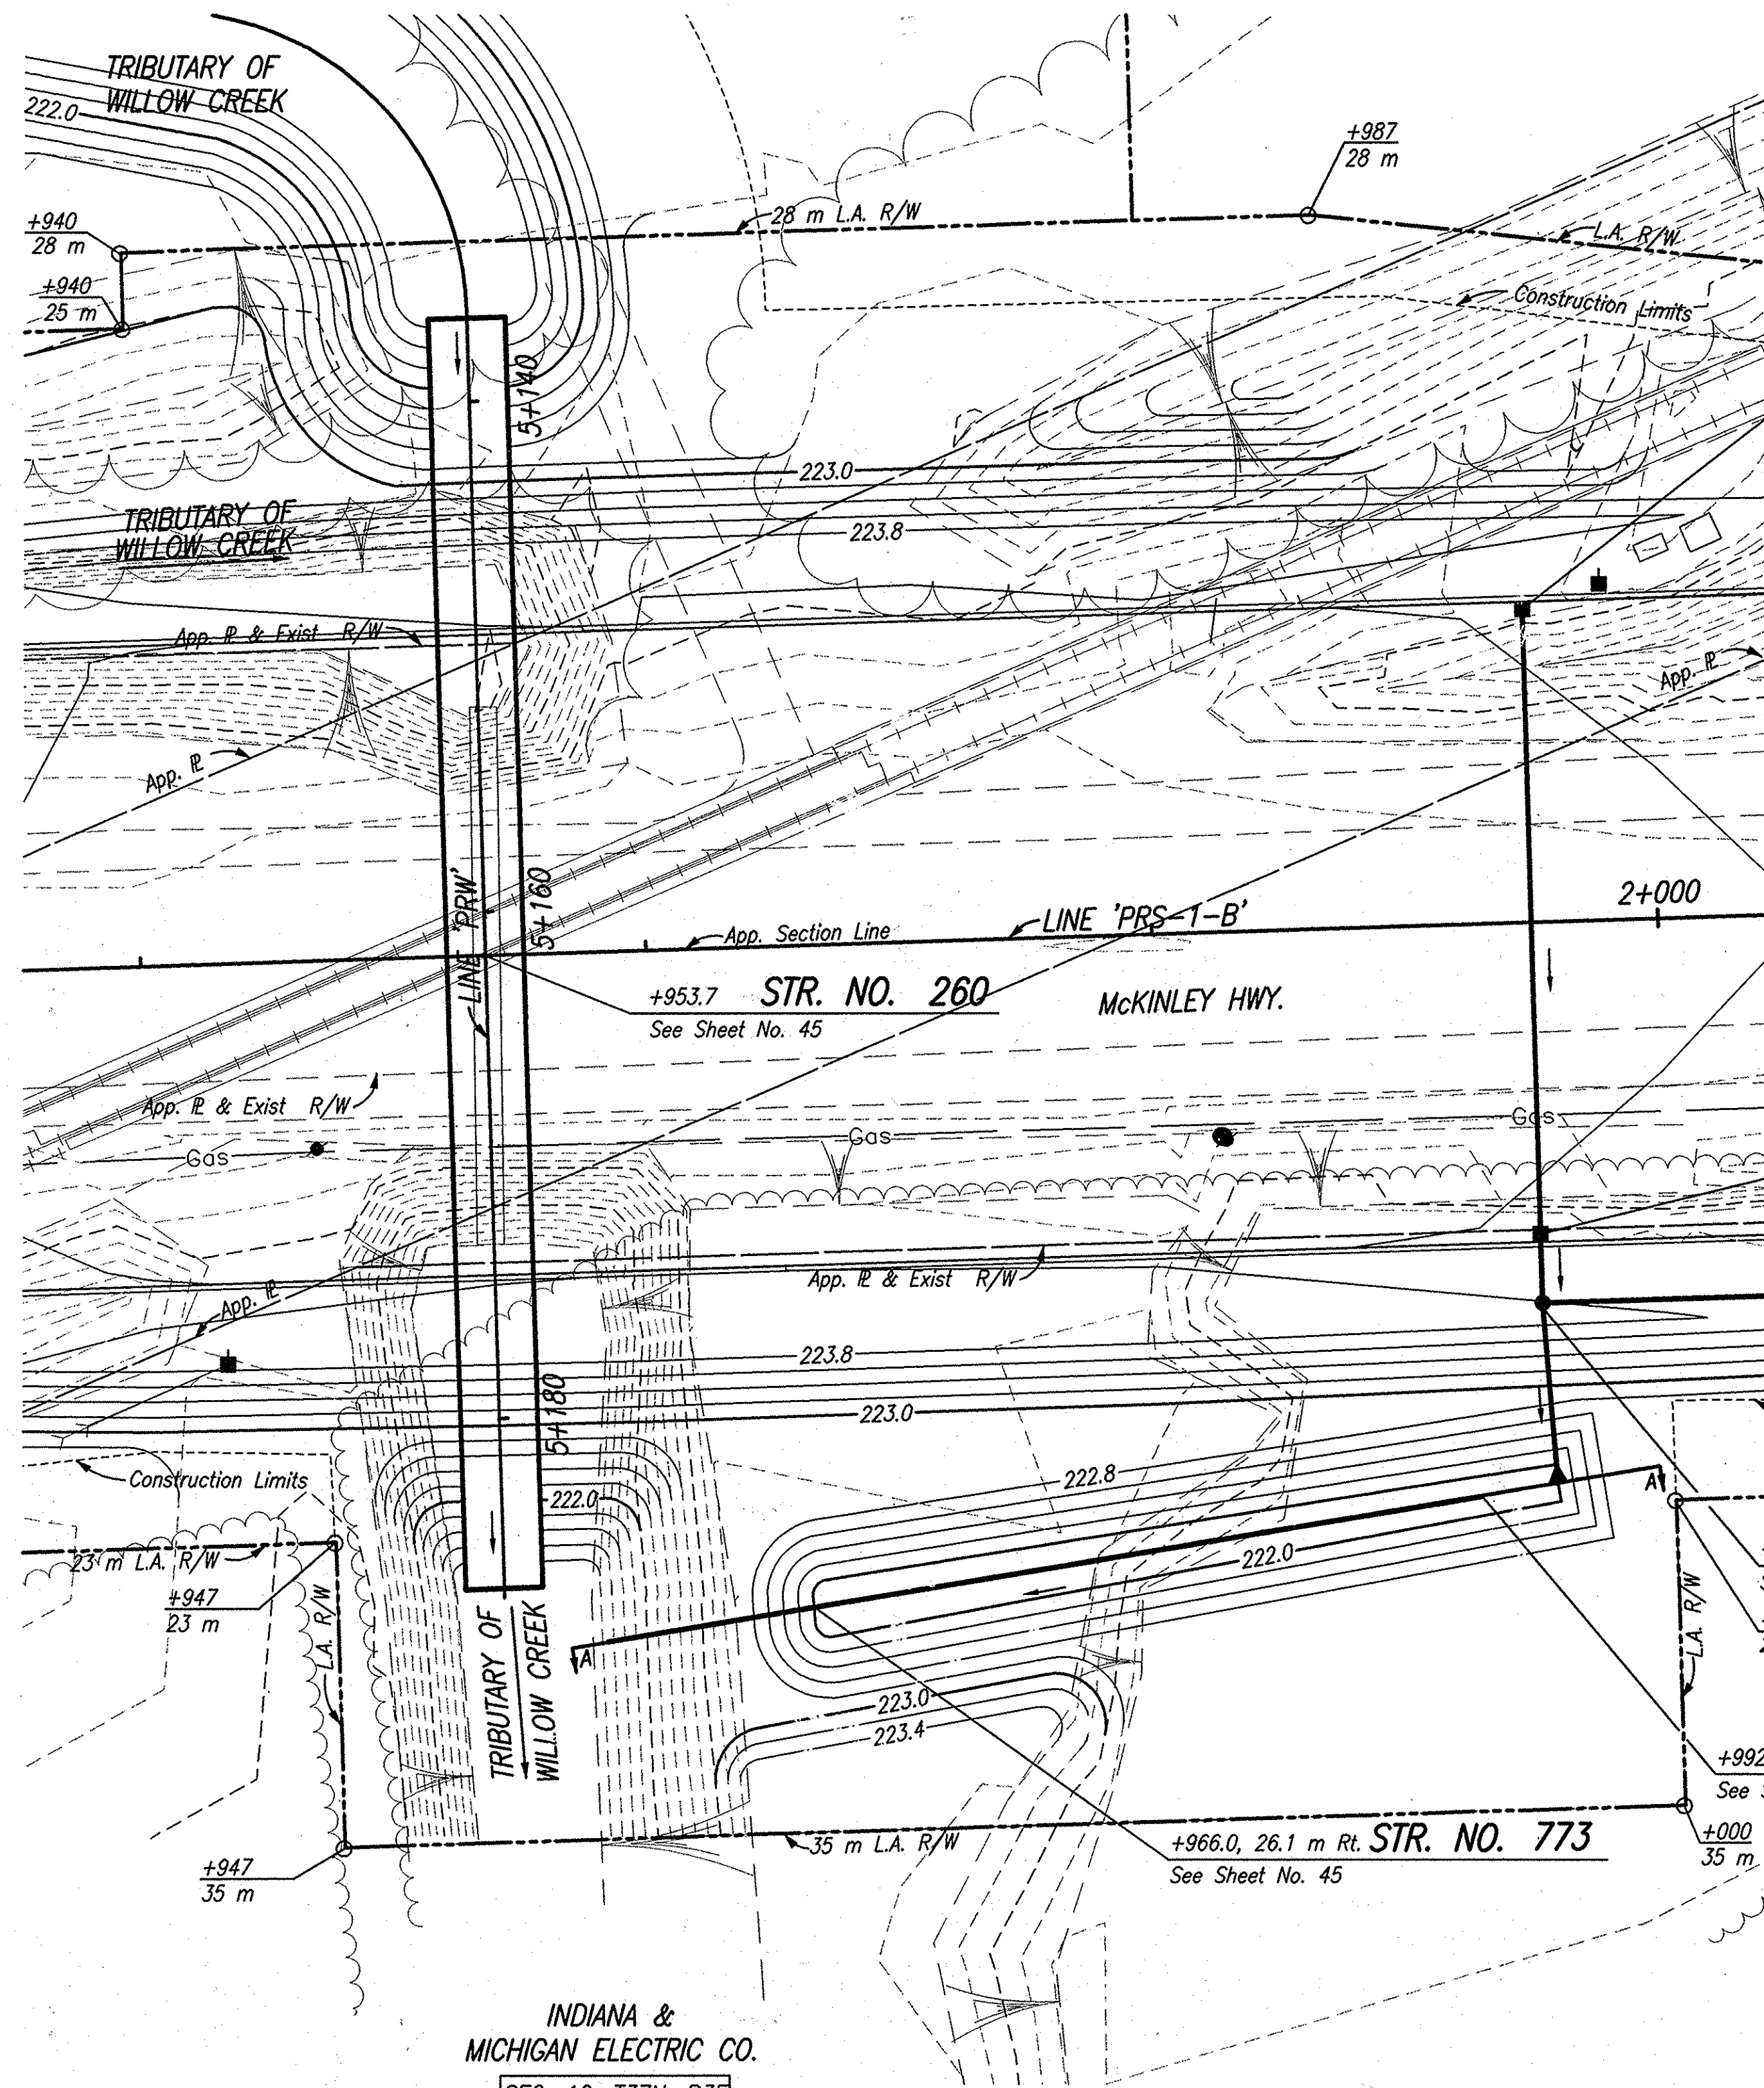 TRIBUTARY OF
WILLOW CREEK
222.0
+987
28 m
+940
28 m
28 m L.A. R/W
L.A. R/W
+940
25 m
Construction Limits
5+140
223.0
TRIBUTARY OF
WILLOW CREEK
223.8
App. ⅊ & Exist R/W
App. ⅊
App. ⅊
LINE 'PRW'
5+160
2+000
App. Section Line
LINE 'PRS-1-B'
+953.7 STR. NO. 260
See Sheet No. 45
McKINLEY HWY.
App. ⅊ & Exist R/W
Gas
Gas
Gas
App. ⅊ & Exist R/W
App. ⅊
223.8
5+180
223.0
Construction Limits
222.8
A
222.0
222.0
23 m L.A. R/W
+947
23 m
L.A. R/W
L.A. R/W
TRIBUTARY OF
WILLOW CREEK
A
223.0
223.4
+992
See
+000
35 m
35 m L.A. R/W
+966.0, 26.1 m Rt. STR. NO. 773
See Sheet No. 45
+947
35 m
INDIANA &
MICHIGAN ELECTRIC CO.